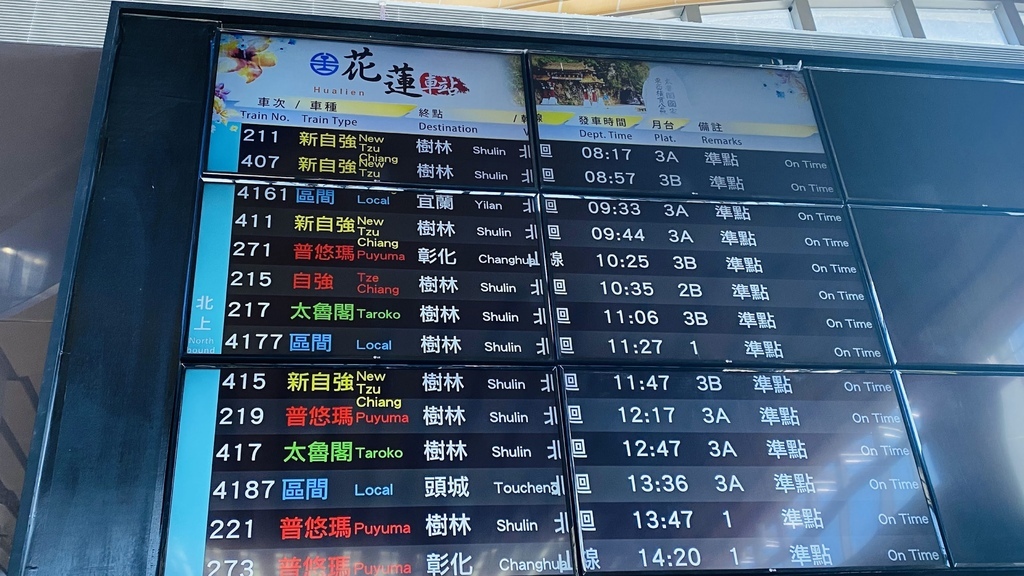 花蓮
Hualien
車次 / 車種 終點 / 發車時間 月台 備註
Train No. Train Type Destination Dept. Time Plat. Remarks
211 新自強 New Tzu Chiang 樹林 Shulin 北 回 08:17 3A 準點 On Time
407 新自強 New Tzu 樹林 Shulin 北 回 08:57 3B 準點 On Time
4161 區間 Local 宜蘭 Yilan 北 回 09:33 3A 準點 On Time
411 新自強 New Tzu Chiang 樹林 Shulin 北 回 09:44 3A 準點 On Time
271 普悠瑪 Puyuma 彰化 Changhua 線 10:25 3B 準點 On Time
215 自強 Tze Chiang 樹林 Shulin 北 回 10:35 2B 準點 On Time
217 太魯閣 Taroko 樹林 Shulin 北 回 11:06 3B 準點 On Time
4177 區間 Local 樹林 Shulin 北 回 11:27 1 準點 On Time
北上
North bound
415 新自強 New Tzu Chiang 樹林 Shulin 北 回 11:47 3B 準點 On Time
219 普悠瑪 Puyuma 樹林 Shulin 北 回 12:17 3A 準點 On Time
417 太魯閣 Taroko 樹林 Shulin 北 回 12:47 3A 準點 On Time
4187 區間 Local 頭城 Toucheng 回 13:36 3A 準點 On Time
221 普悠瑪 Puyuma 樹林 Shulin 北 回 13:47 1 準點 On Time
273 普悠瑪 Puyuma 彰化 Changhua 線 14:20 1 準點 On Time